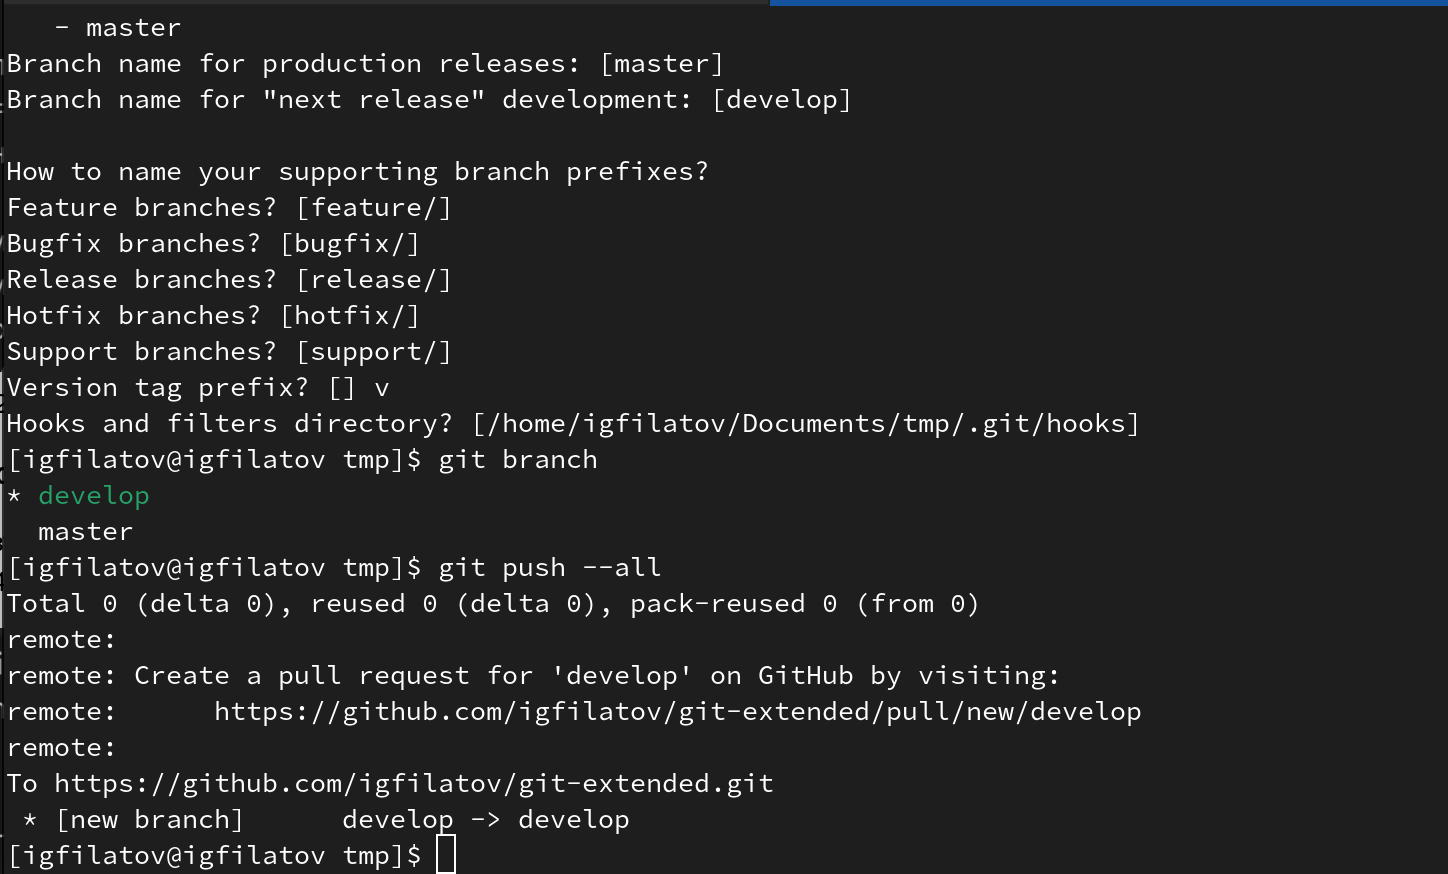 - master
Branch name for production releases: [master]
Branch name for "next release" development: [develop]
How to name your supporting branch prefixes?
Feature branches? [feature/]
Bugfix branches? [bugfix/]
Release branches? [release/]
Hotfix branches? [hotfix/]
Support branches? [support/]
Version tag prefix? [] v
Hooks and filters directory? [/home/igfilatov/Documents/tmp/.git/hooks]
[igfilatov@igfilatov tmp]$ git branch
* develop
  master
[igfilatov@igfilatov tmp]$ git push --all
Total 0 (delta 0), reused 0 (delta 0), pack-reused 0 (from 0)
remote:
remote: Create a pull request for 'develop' on GitHub by visiting:
remote:      https://github.com/igfilatov/git-extended/pull/new/develop
remote:
To https://github.com/igfilatov/git-extended.git
 * [new branch]      develop -> develop
[igfilatov@igfilatov tmp]$